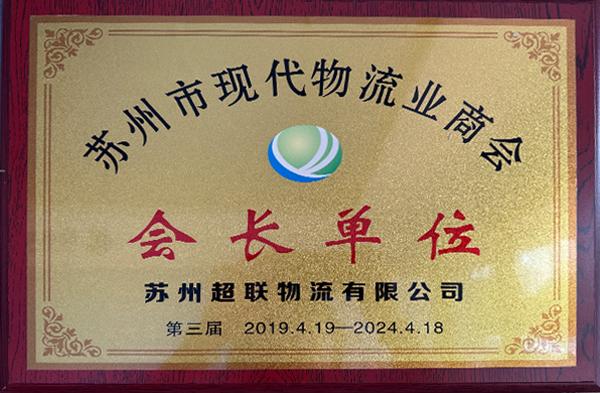 苏州市现代物流业商会
会长单位
苏州超联物流有限公司
第三届 2019.4.19—2024.4.18